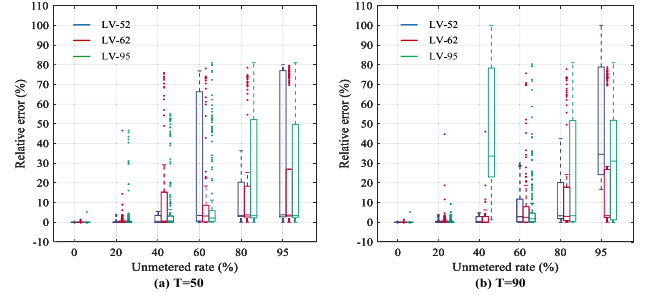 110
100
90
80
70
60
50
40
30
20
10
0
-10
Relative error (%)
LV-52
LV-62
LV-95
0 20 40 60 80 95
Unmetered rate (%)
(a) T=50
110
100
90
80
70
60
50
40
30
20
10
0
-10
Relative error (%)
LV-52
LV-62
LV-95
0 20 40 60 80 95
Unmetered rate (%)
(b) T=90